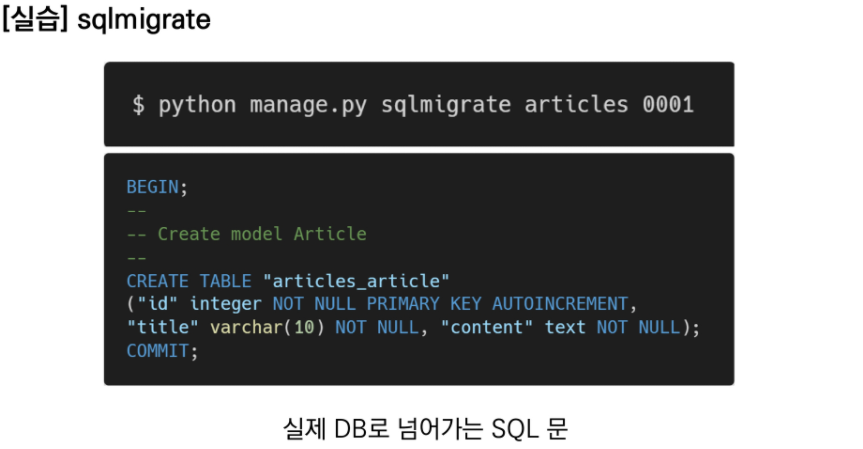 [실습] sqlmigrate
$ python manage.py sqlmigrate articles 0001
BEGIN;
--
-- Create model Article
--
CREATE TABLE "articles_article"
("id" integer NOT NULL PRIMARY KEY AUTOINCREMENT,
"title" varchar(10) NOT NULL, "content" text NOT NULL);
COMMIT;
실제 DB로 넘어가는 SQL 문